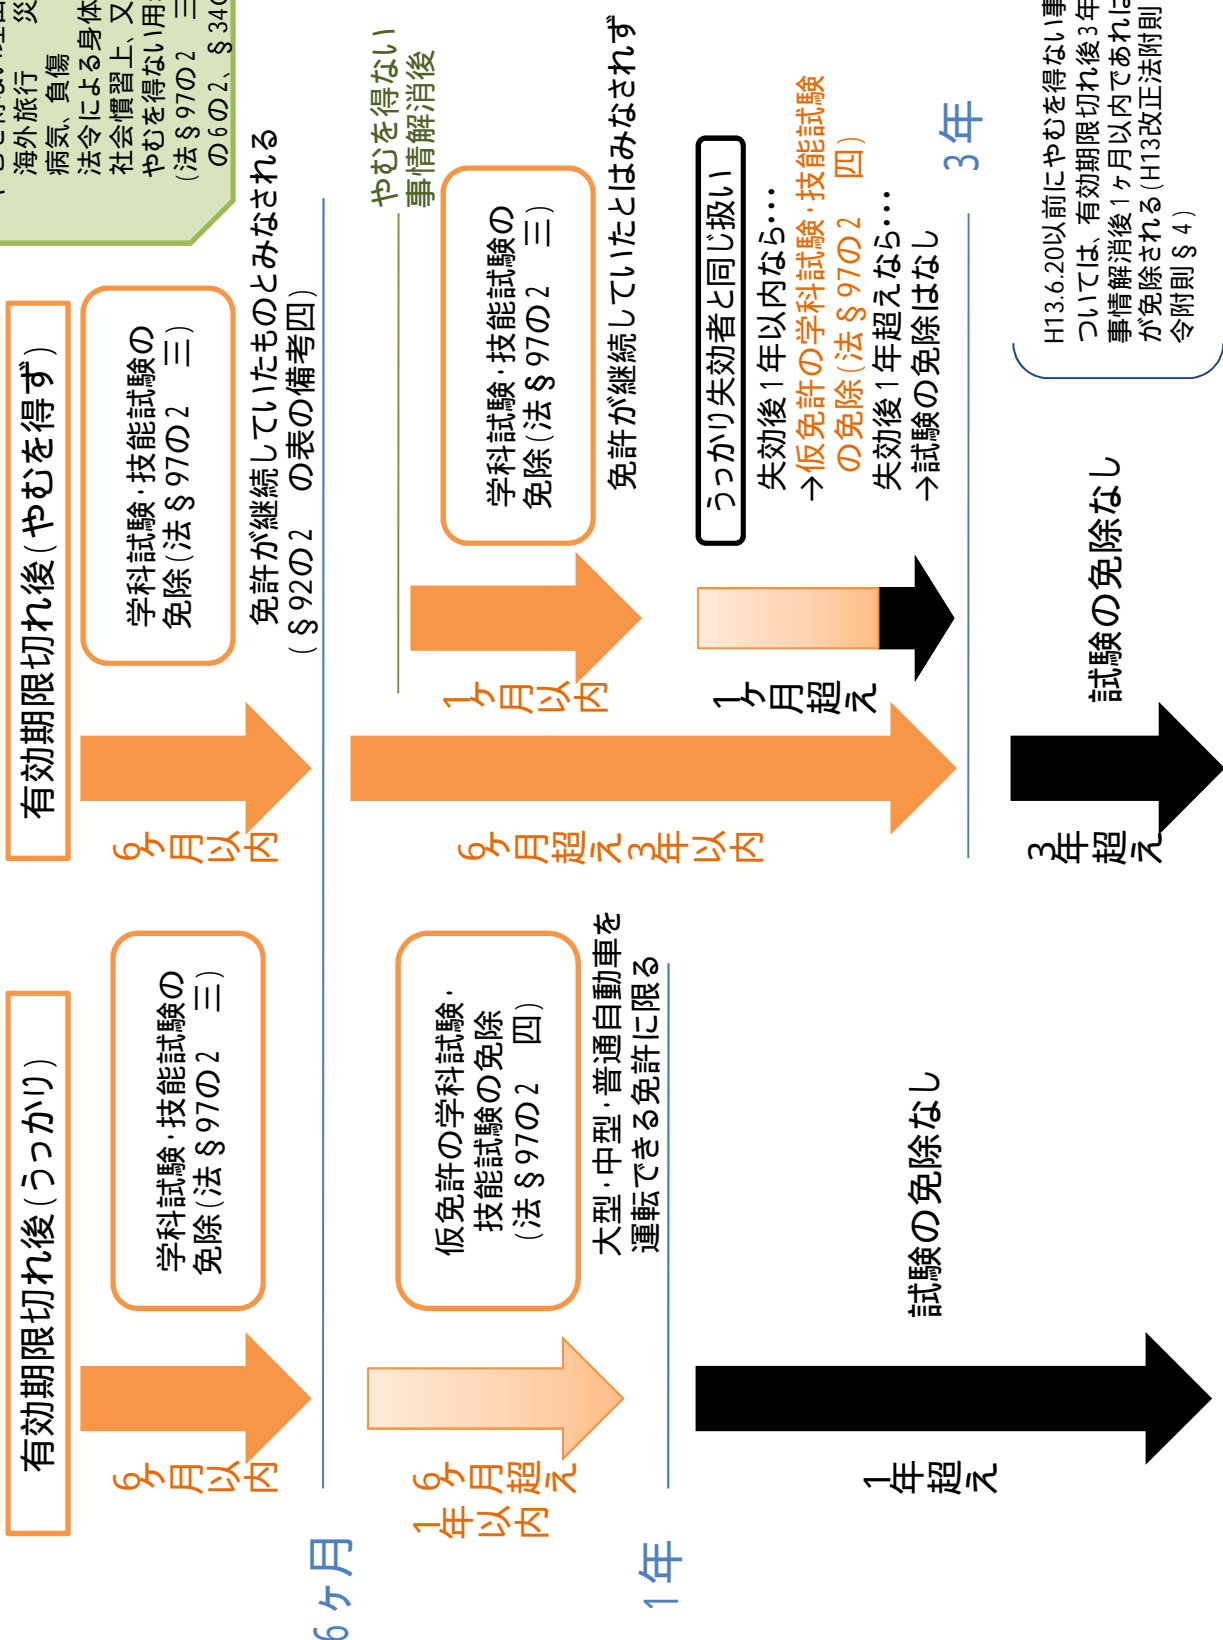 有効期限切れ後(うっかり)
6ヶ月以内
学科試験・技能試験の
免除(法§97の2　三)
6ヶ月
6ヶ月超え
1年以内
仮免許の学科試験・
技能試験の免除
(法§97の2　四)
大型・中型・普通自動車を
運転できる免許に限る
1年
1年超え
試験の免除なし
有効期限切れ後(やむを得ず)
6ヶ月以内
学科試験・技能試験の
免除(法§97の2　三)
免許が継続していたものとみなされる
(§92の2　の表の備考四)
6ヶ月超え3年以内
やむを得ない
事情解消後
1ヶ月以内
学科試験・技能試験の
免除(法§97の2　三)
免許が継続していたとはみなされず
1ヶ月超え
うっかり失効者と同じ扱い
失効後1年以内なら・・・
→仮免許の学科試験・技能試験
の免除(法§97の2　四)
失効後1年超えなら・・・
→試験の免除はなし
3年
3年超え
試験の免除なし
海外旅行　災
病気、負傷
法令による身体
社会慣習上、又
やむを得ない用
(法§97の2　三
の6の2、§34の
H13.6.20以前にやむを得ない事
ついては、有効期限切れ後3年
事情解消後1ヶ月以内であれば
が免除される(H13改正法附則
令附則§4)